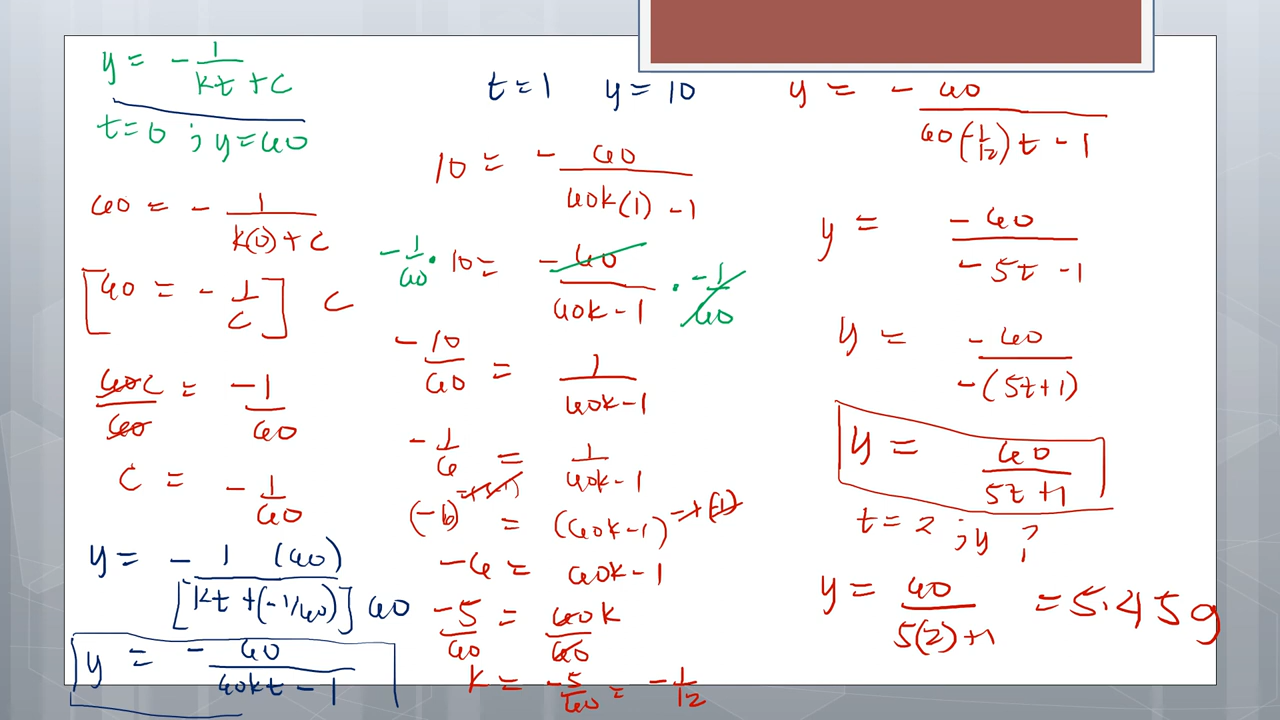 y = - 1/(kt + C)
t = 0 ; y = 60
60 = - 1/(k(0) + C)
[60 = - 1/C] C
60C/60 = -1/60
C = - 1/60
y = - 1 (60)/[kt + (-1/60)] 60
y = - 60/(60kt - 1)
t = 1 y = 10
10 = - 60/(60k(1) - 1)
- 1/60 · 10 = - 60/(60k - 1) · -1/60
- 10/60 = 1/(60k - 1)
- 1/6 = 1/(60k - 1)
(-6) = (60k - 1)
-6 = 60k - 1
-5/60 = 60k/60
k = -5/60 = - 1/12
y = - 60/(60(-1/12)t - 1)
y = -60/(-5t - 1)
y = -60/(-(5t+1))
y = 60/(5t+1)
t = 2 ; y ?
y = 60/(5(2)+1) = 5.45g